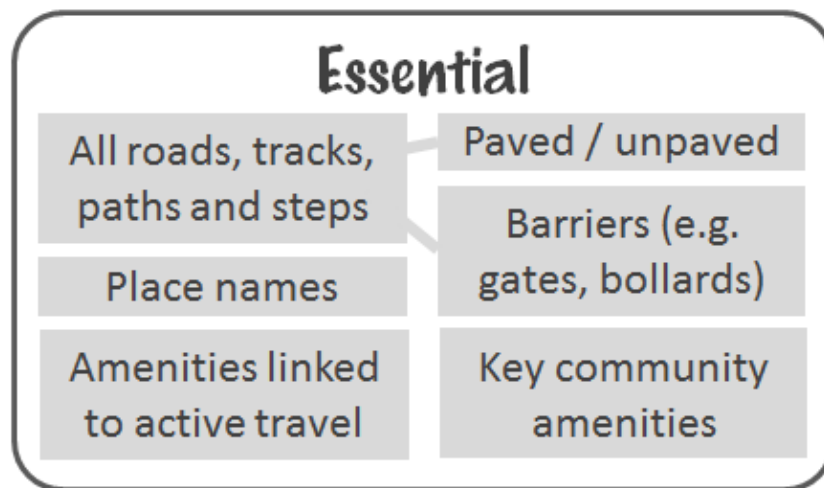 Essential
All roads, tracks,
paths and steps
Paved / unpaved
Barriers (e.g.
gates, bollards)
Place names
Amenities linked
to active travel
Key community
amenities